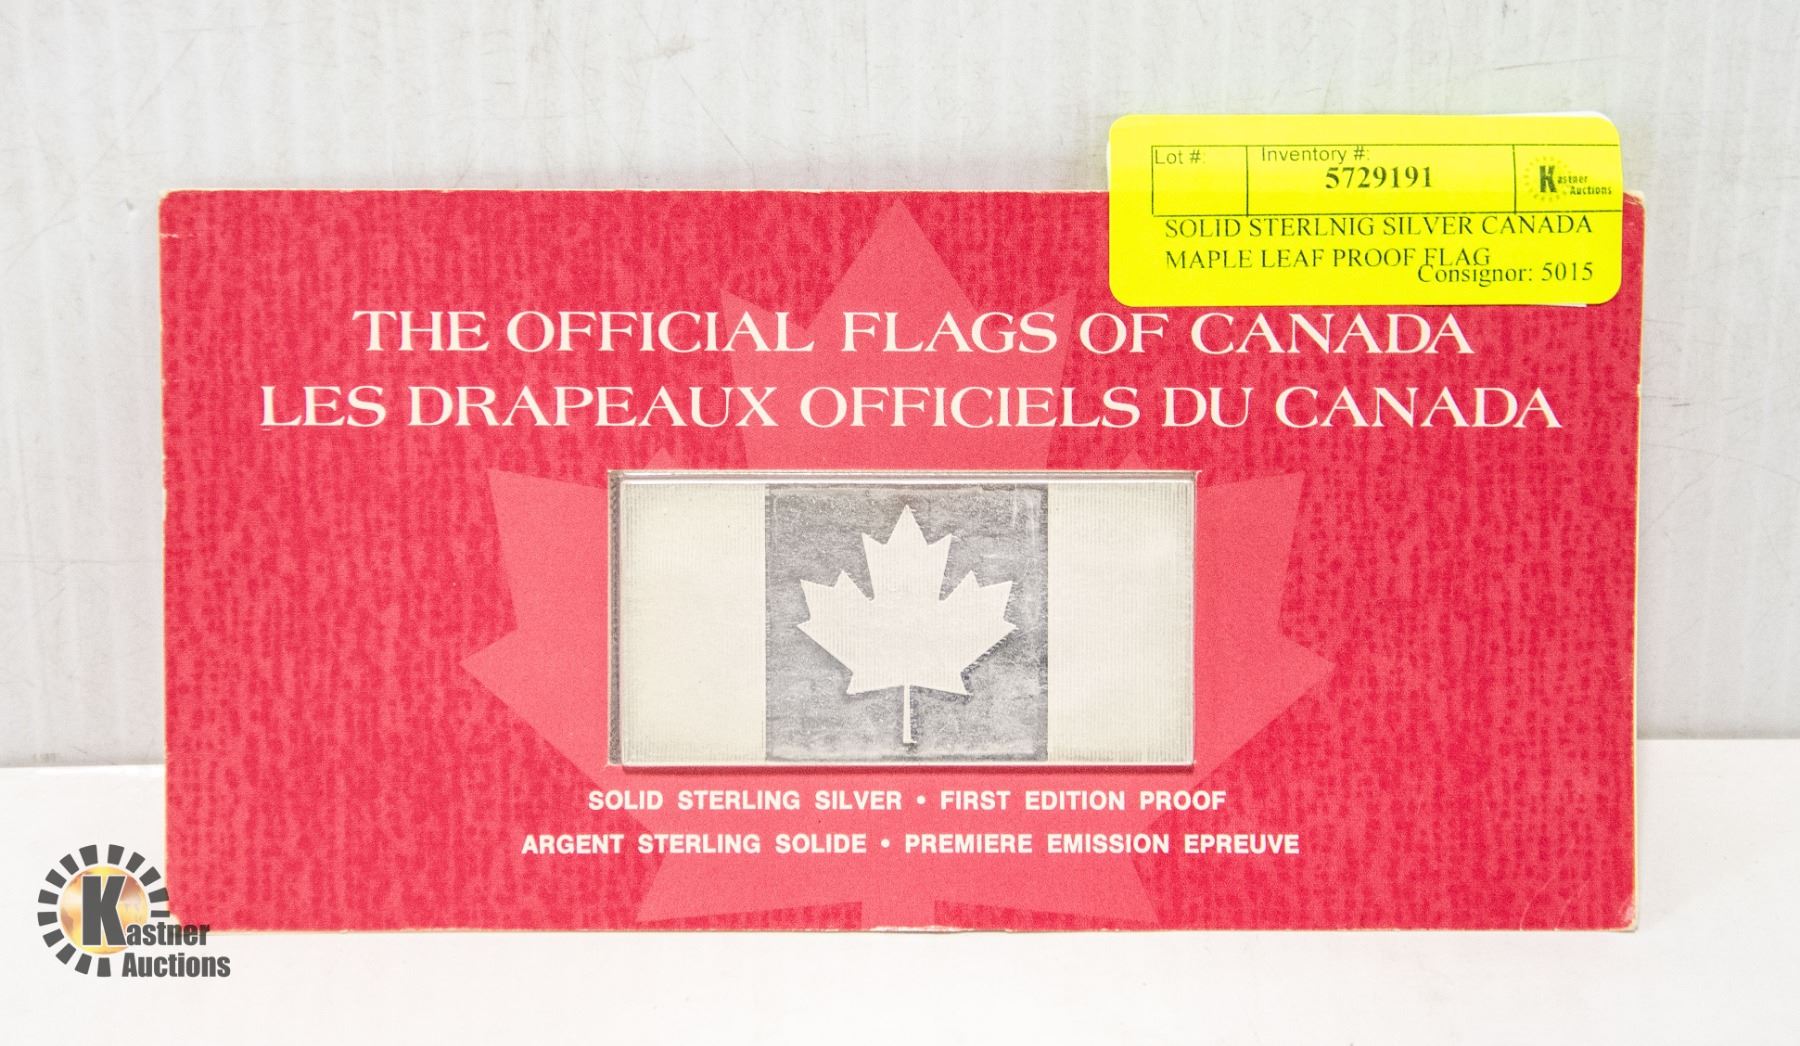 Lot #:
Inventory #:
5729191
Kastner
Auctions
SOLID STERLNIG SILVER CANADA
MAPLE LEAF PROOF FLAG
Consignor: 5015
THE OFFICIAL FLAGS OF CANADA
LES DRAPEAUX OFFICIELS DU CANADA
SOLID STERLING SILVER • FIRST EDITION PROOF
ARGENT STERLING SOLIDE • PREMIERE EMISSION EPREUVE
Kastner
Auctions